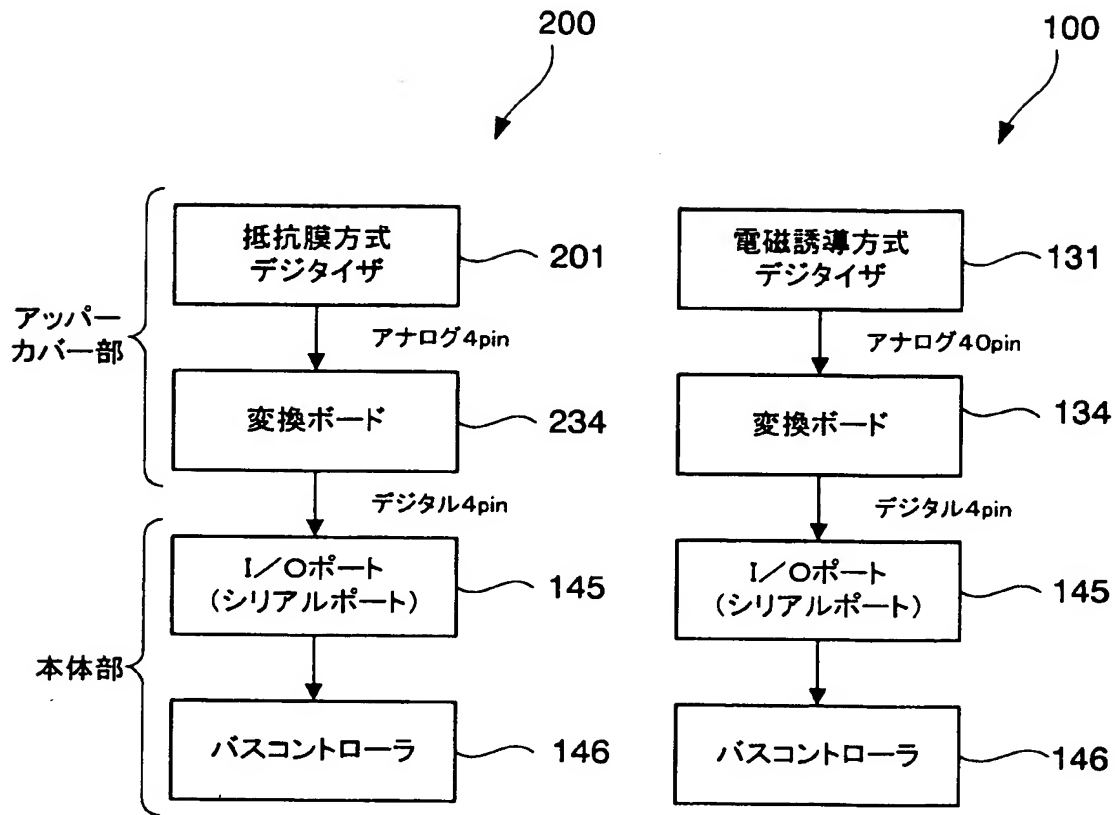 200
100
抵抗膜方式
デジタイザ
201
電磁誘導方式
デジタイザ
131
アッパー
カバー部
アナログ4pin
アナログ40pin
変換ボード
234
変換ボード
134
デジタル4pin
デジタル4pin
本体部
I/Oポート
(シリアルポート)
145
I/Oポート
(シリアルポート)
145
バスコントローラ
146
バスコントローラ
146